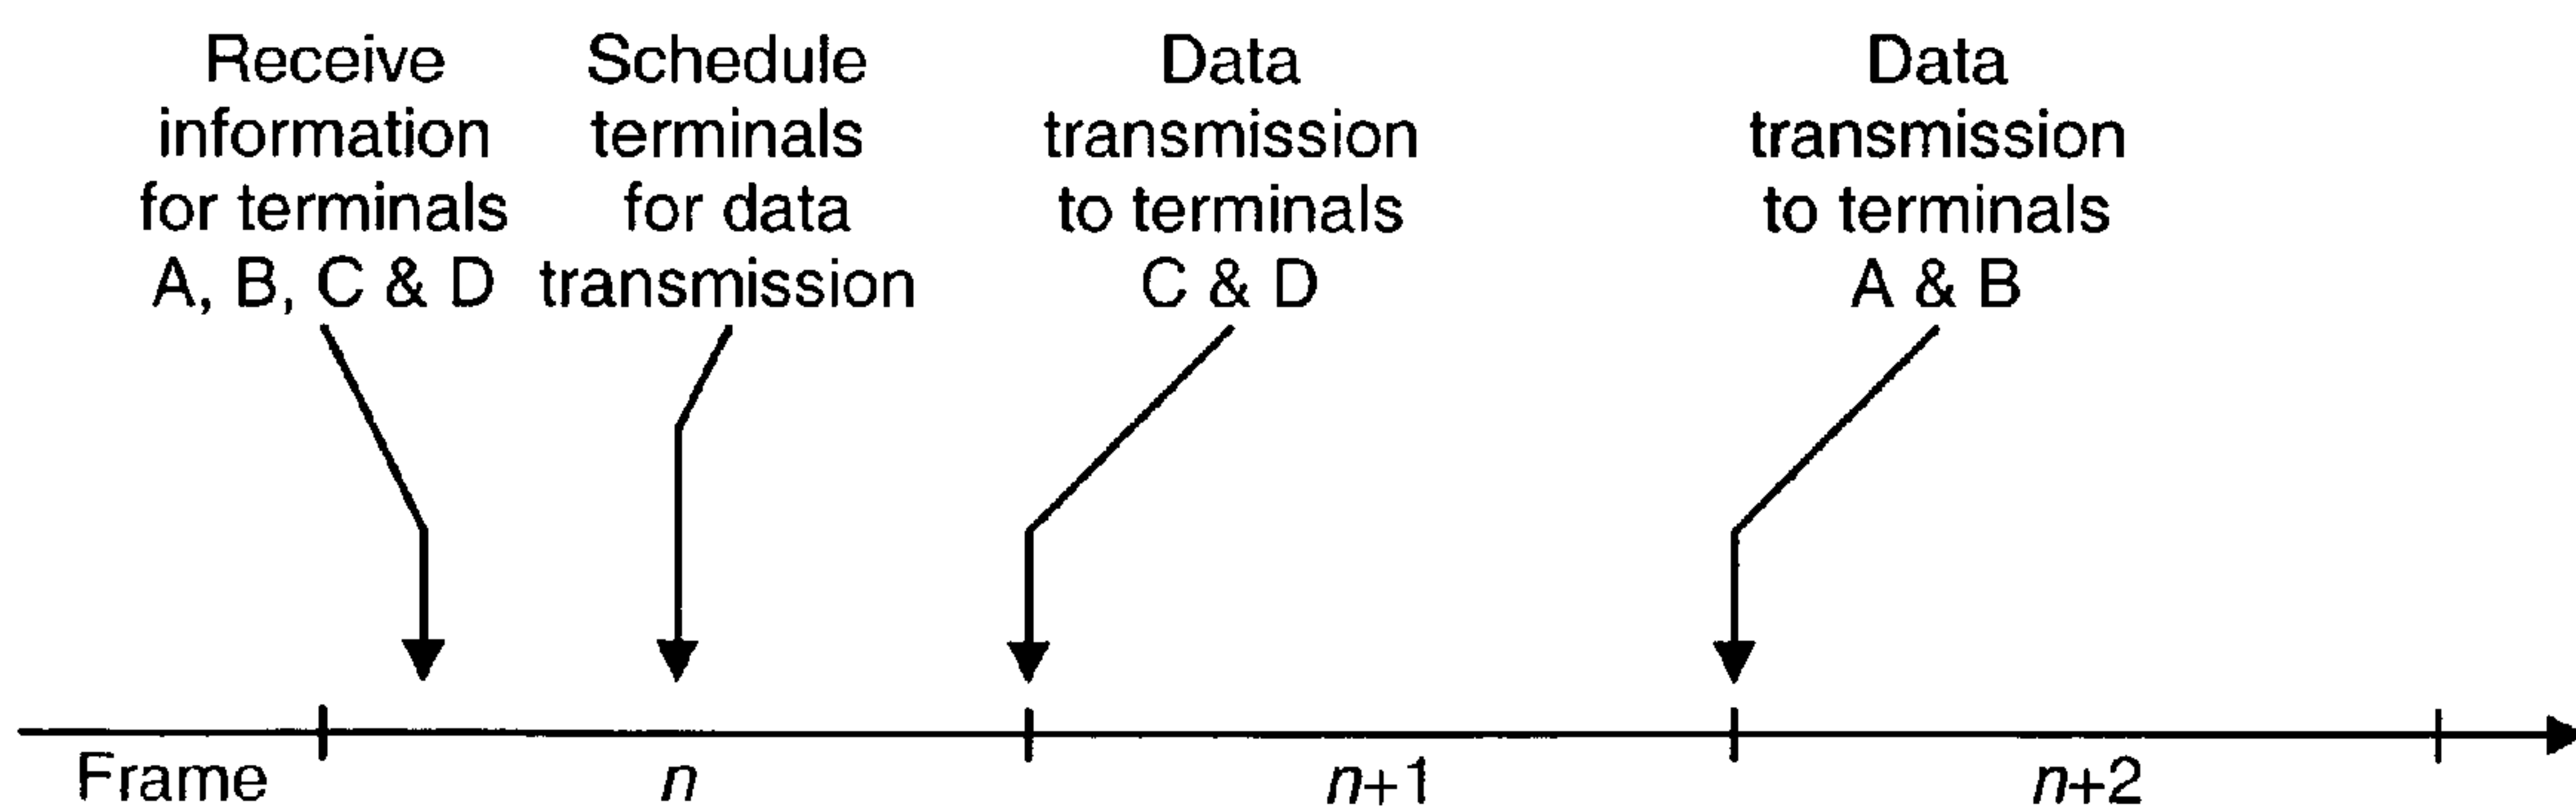 Receive
information
for terminals
A, B, C & D
Schedule
terminals
for data
transmission
Data
transmission
to terminals
C & D
Data
transmission
to terminals
A & B
Frame
n
n+1
n+2